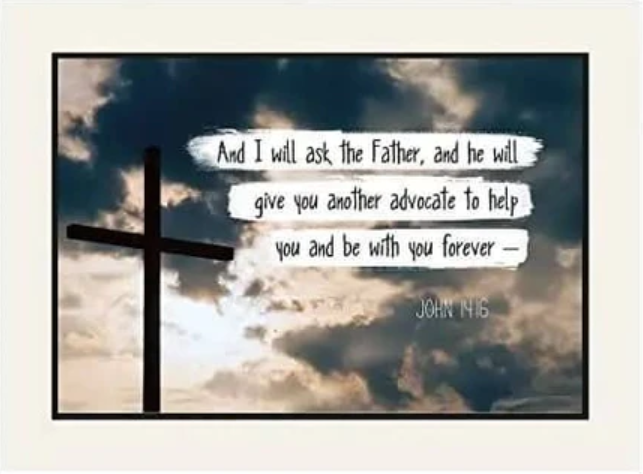 And I will ask the Father, and he will
give you another advocate to help
you and be with you forever —
JOHN 14:16